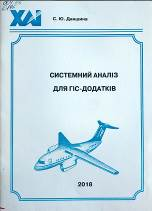 ХАІ
С. Ю. Даншина
СИСТЕМНИЙ АНАЛІЗ
ДЛЯ ГІС-ДОДАТКІВ
2018